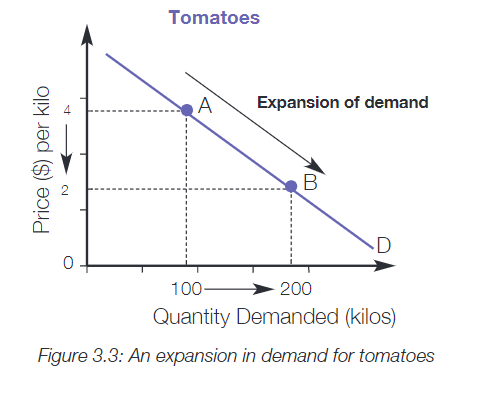 Tomatoes
Price ($) per kilo
4
A
Expansion of demand
2
B
D
0
100 200
Quantity Demanded (kilos)
Figure 3.3: An expansion in demand for tomatoes